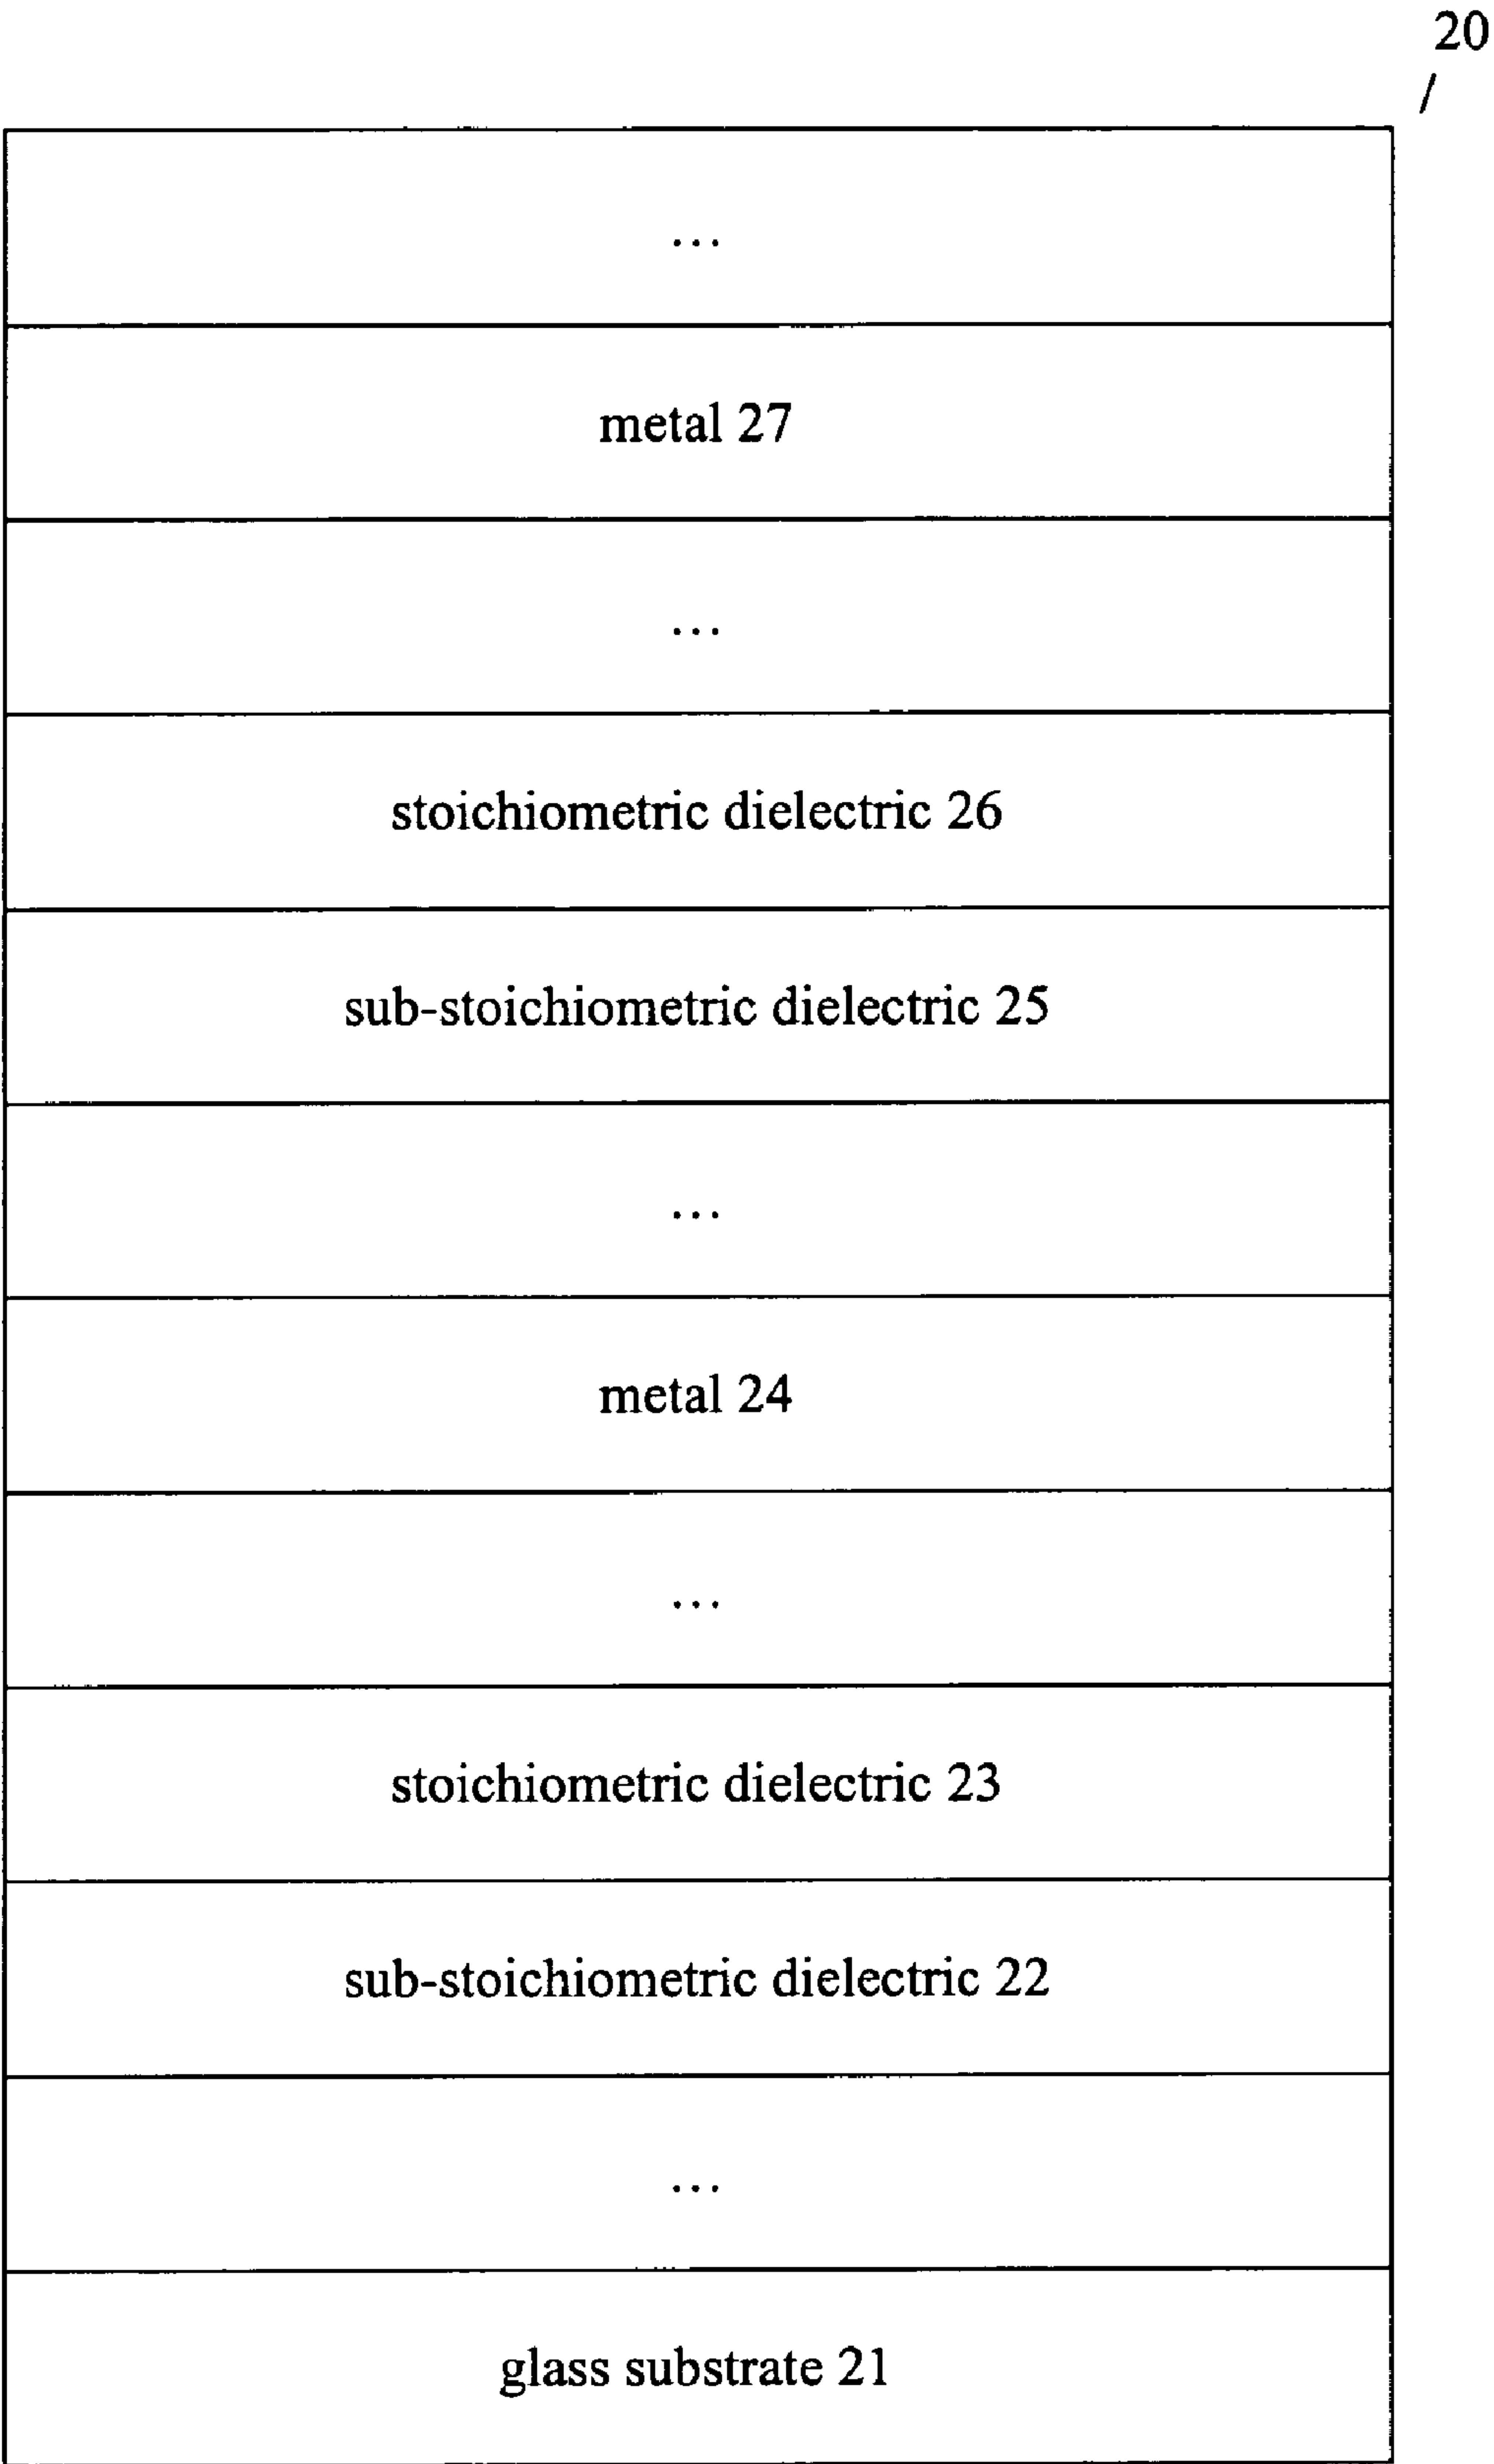 20
...
metal 27
...
stoichiometric dielectric 26
sub-stoichiometric dielectric 25
...
metal 24
...
stoichiometric dielectric 23
sub-stoichiometric dielectric 22
...
glass substrate 21